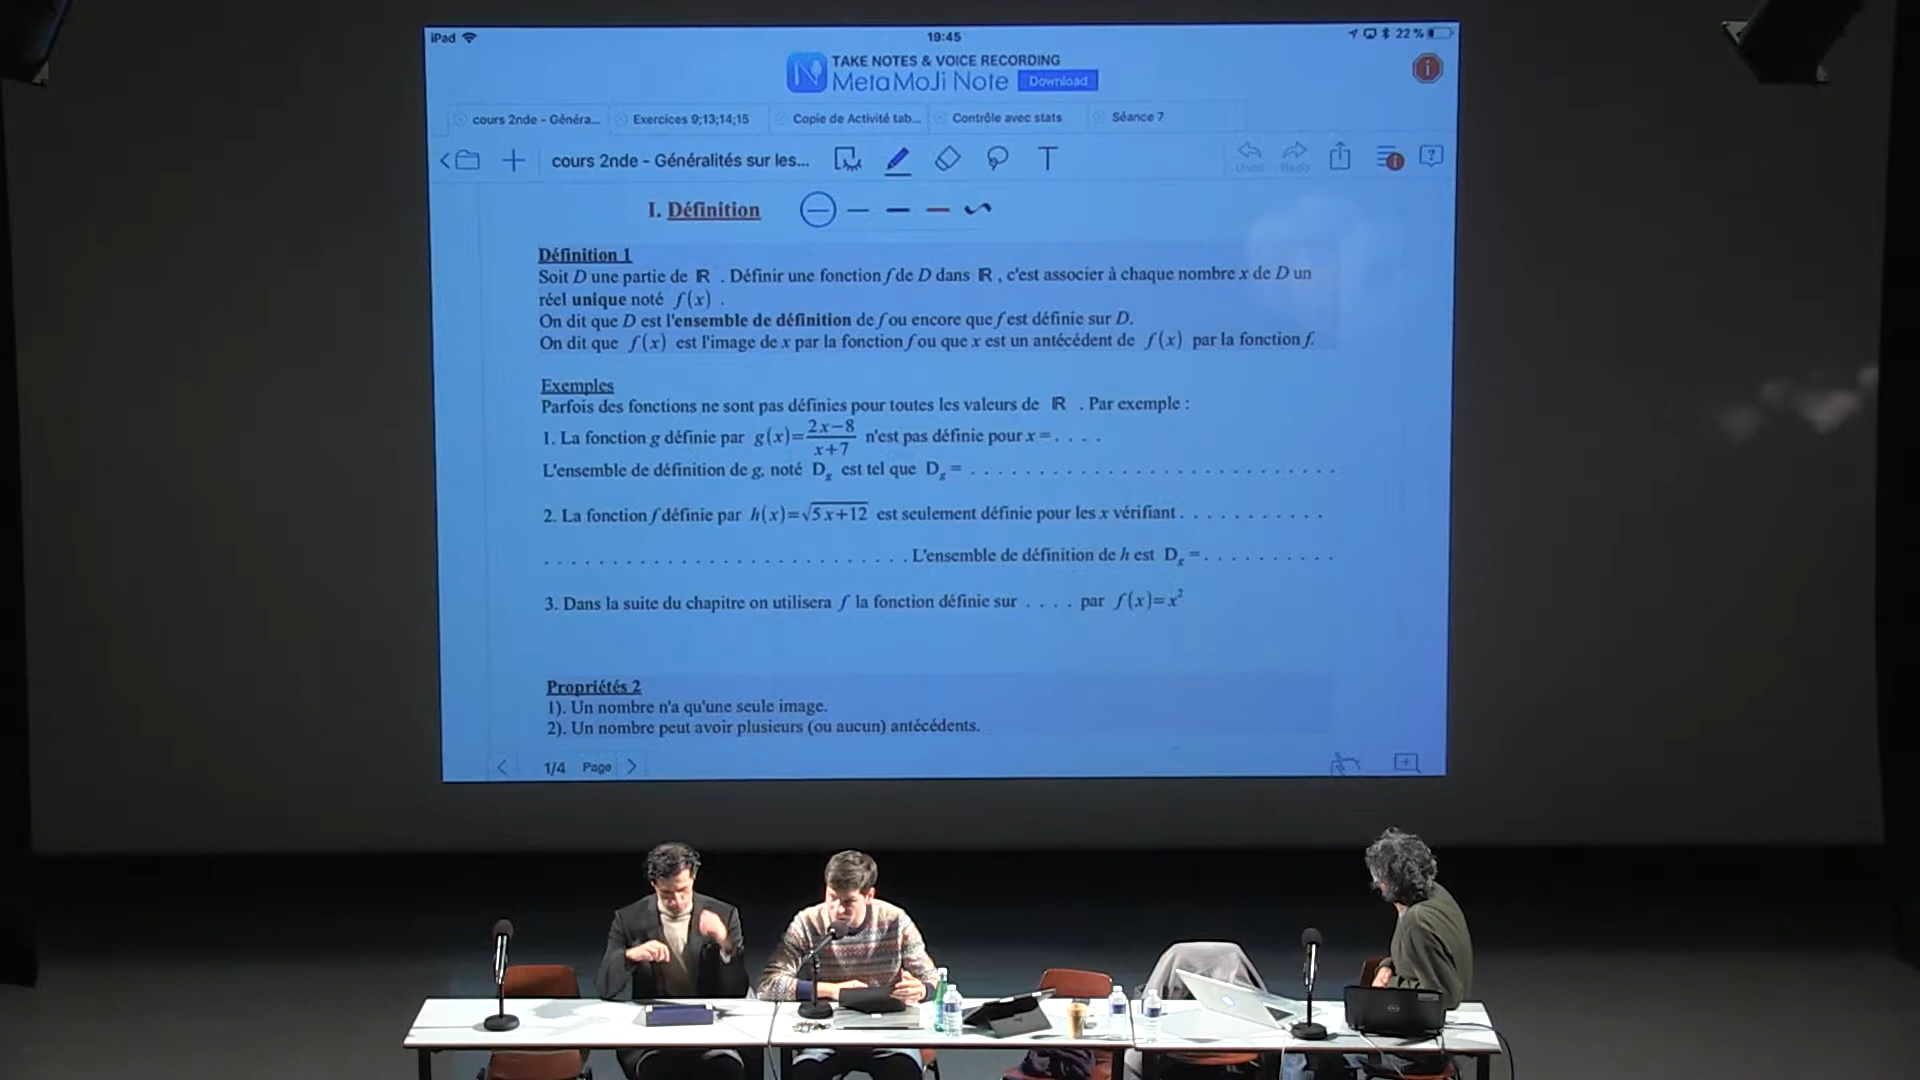 iPad 19:45 22 %
TAKE NOTES & VOICE RECORDING
MetaMoJi Note Download
cours 2nde - Généra... Exercices 9;13;14;15 Copie de Activité tab... Contrôle avec stats Séance 7
cours 2nde - Généralités sur les... T Undo Redo
I. Définition
Définition 1
Soit D une partie de ℝ . Définir une fonction f de D dans ℝ , c'est associer à chaque nombre x de D un
réel unique noté f(x) .
On dit que D est l'ensemble de définition de f ou encore que f est définie sur D.
On dit que f(x) est l'image de x par la fonction f ou que x est un antécédent de f(x) par la fonction f.
Exemples
Parfois des fonctions ne sont pas définies pour toutes les valeurs de ℝ . Par exemple :
1. La fonction g définie par g(x)=(2x−8)/(x+7) n'est pas définie pour x = . . . .
L'ensemble de définition de g, noté D_g est tel que D_g = . . . . . . . . . . . . . . . . . . . . . . . . . . . .
2. La fonction f définie par h(x)=√(5x+12) est seulement définie pour les x vérifiant . . . . . . . . . . .
. . . . . . . . . . . . . . . . . . . . . . . . . . . L'ensemble de définition de h est D_g = . . . . . . . . . .
3. Dans la suite du chapitre on utilisera f la fonction définie sur . . . . par f(x)=x²
Propriétés 2
1). Un nombre n'a qu'une seule image.
2). Un nombre peut avoir plusieurs (ou aucun) antécédents.
1/4 Page